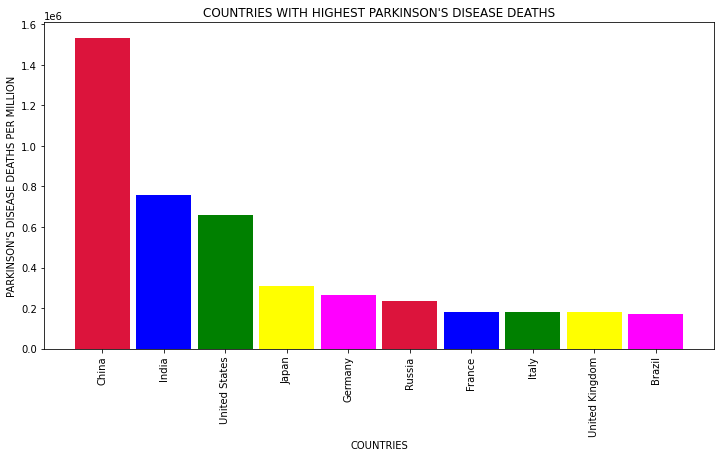 COUNTRIES WITH HIGHEST PARKINSON'S DISEASE DEATHS
1e6
1.6
1.4
1.2
1.0
0.8
0.6
0.4
0.2
0.0
PARKINSON'S DISEASE DEATHS PER MILLION
China
India
United States
Japan
Germany
Russia
France
Italy
United Kingdom
Brazil
COUNTRIES